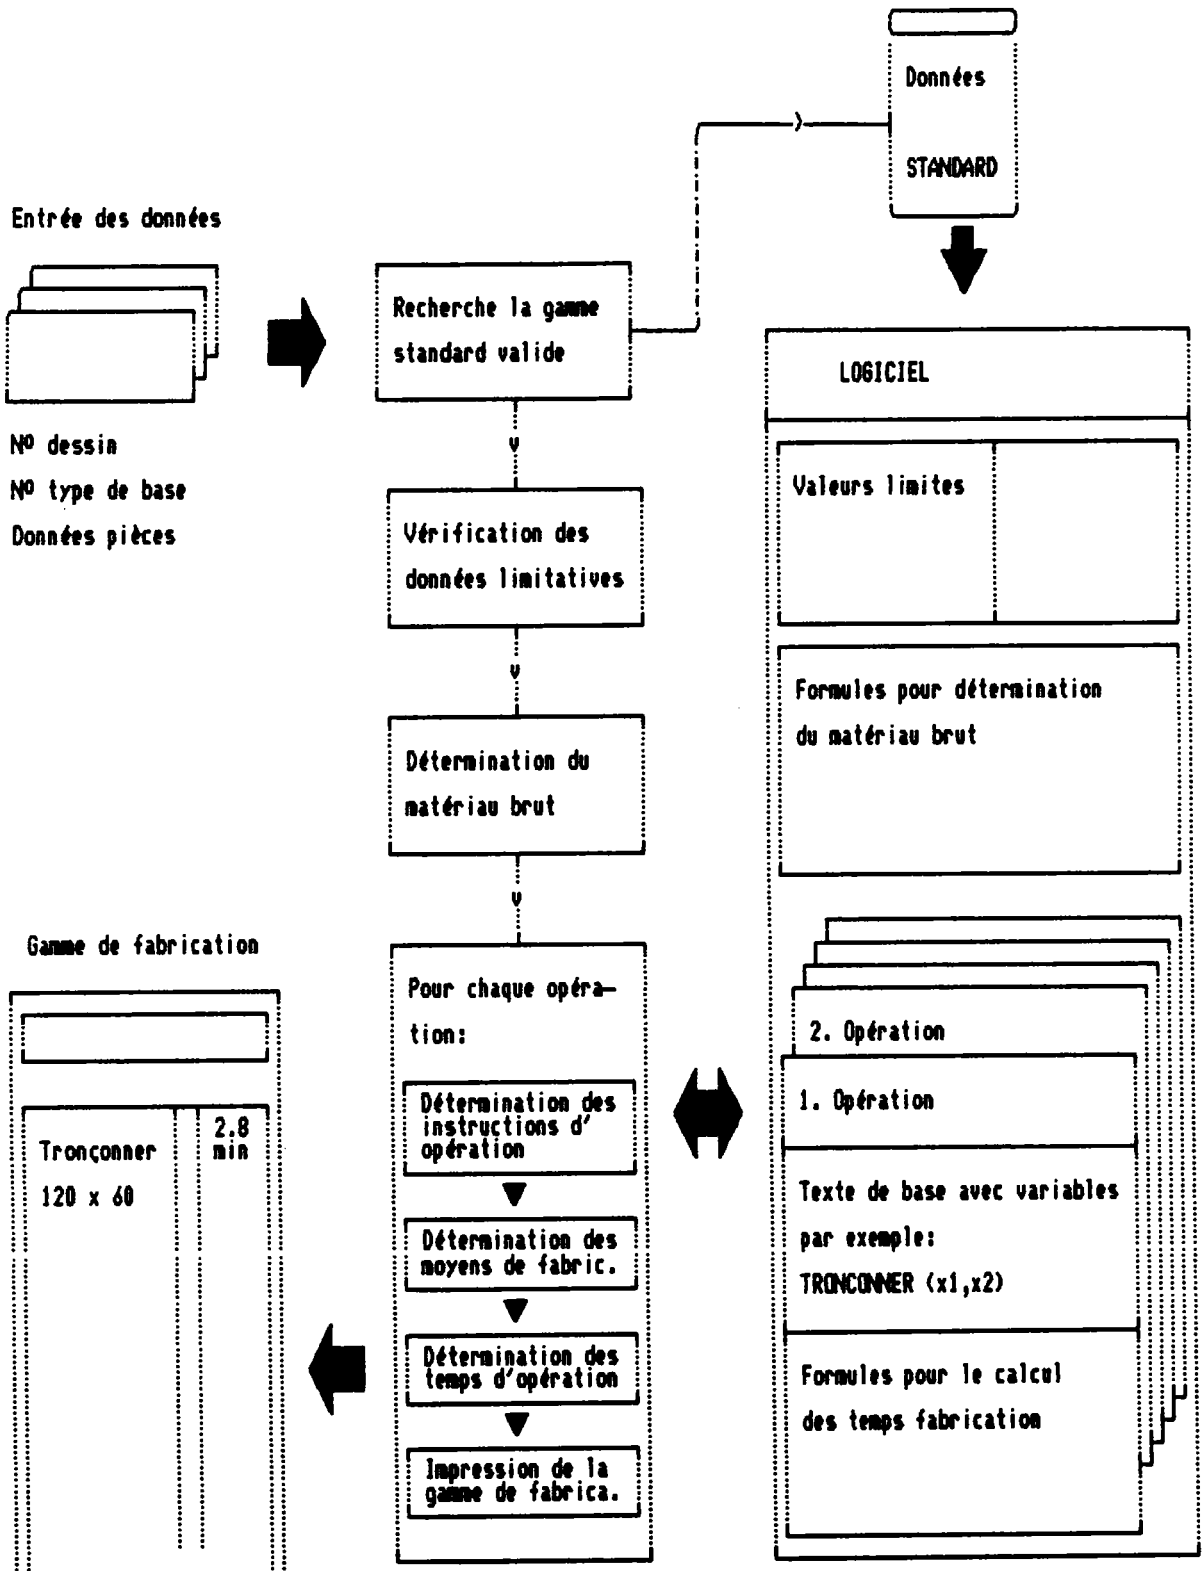 Données
STANDARD
Entrée des données
Nº dessin
Nº type de base
Données pièces
Recherche la gamme
standard valide
v
Vérification des
données limitatives
v
Détermination du
matériau brut
v
Pour chaque opéra-
tion:
Détermination des
instructions d'
opération
Détermination des
moyens de fabric.
Détermination des
temps d'opération
Impression de la
gamme de fabrica.
LOGICIEL
Valeurs limites
Formules pour détermination
du matériau brut
2. Opération
1. Opération
Texte de base avec variables
par exemple:
TRONCONNER (x1,x2)
Formules pour le calcul
des temps fabrication
Gamme de fabrication
Tronçonner
120 x 60
2.8
min